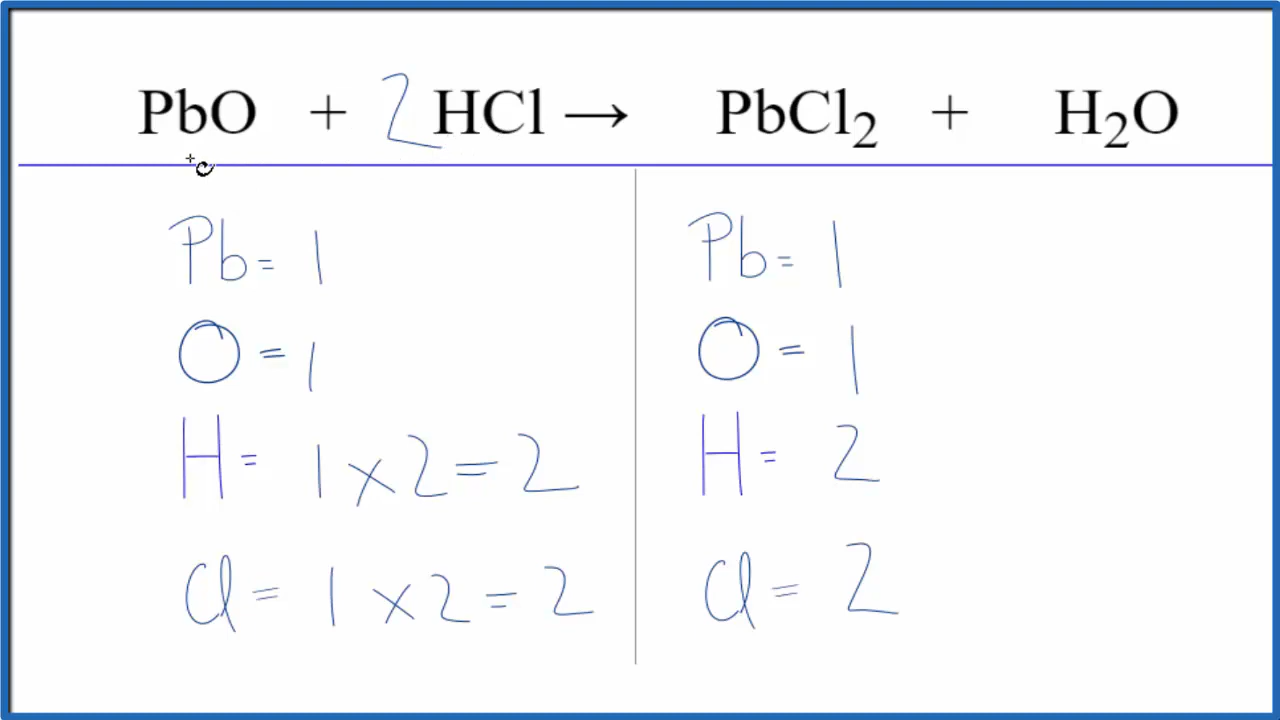 PbO + 2 HCl → PbCl₂ + H₂O
Pb = 1
O = 1
H = 1 x 2 = 2
Cl = 1 x 2 = 2
Pb = 1
O = 1
H = 2
Cl = 2